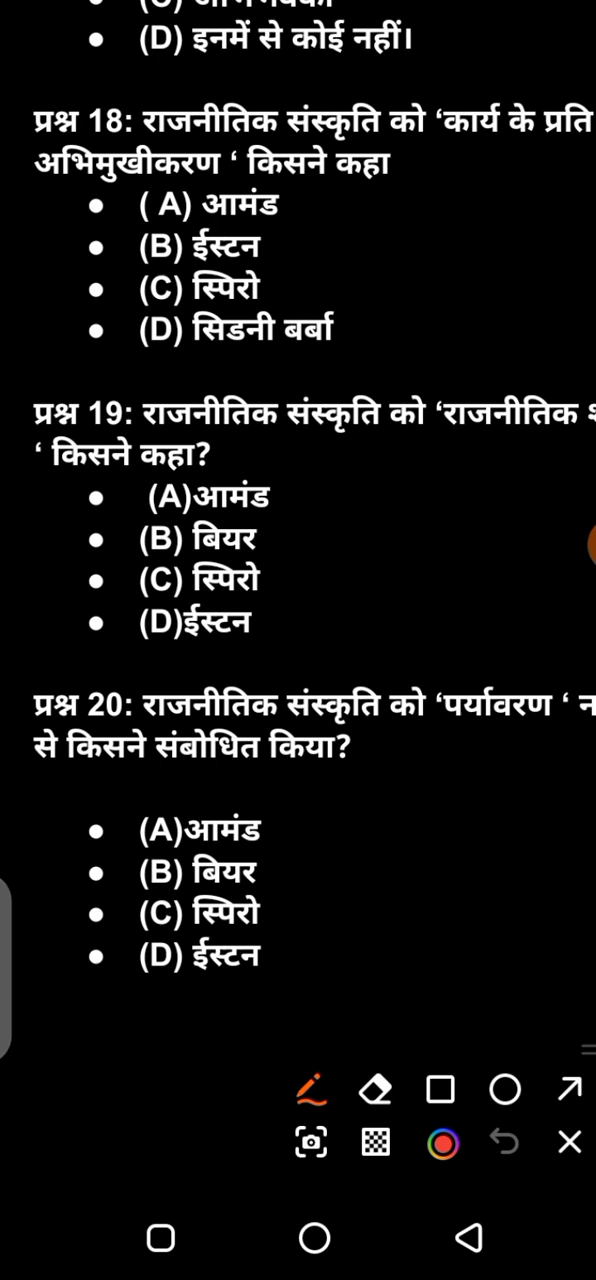 (D) इनमें से कोई नहीं।
प्रश्न 18: राजनीतिक संस्कृति को ‘कार्य के प्रति
अभिमुखीकरण ‘ किसने कहा
( A) आमंड
(B) ईस्टन
(C) स्पिरो
(D) सिडनी बर्बा
प्रश्न 19: राजनीतिक संस्कृति को ‘राजनीतिक
‘ किसने कहा?
(A)आमंड
(B) बियर
(C) स्पिरो
(D)ईस्टन
प्रश्न 20: राजनीतिक संस्कृति को ‘पर्यावरण ‘
से किसने संबोधित किया?
(A)आमंड
(B) बियर
(C) स्पिरो
(D) ईस्टन